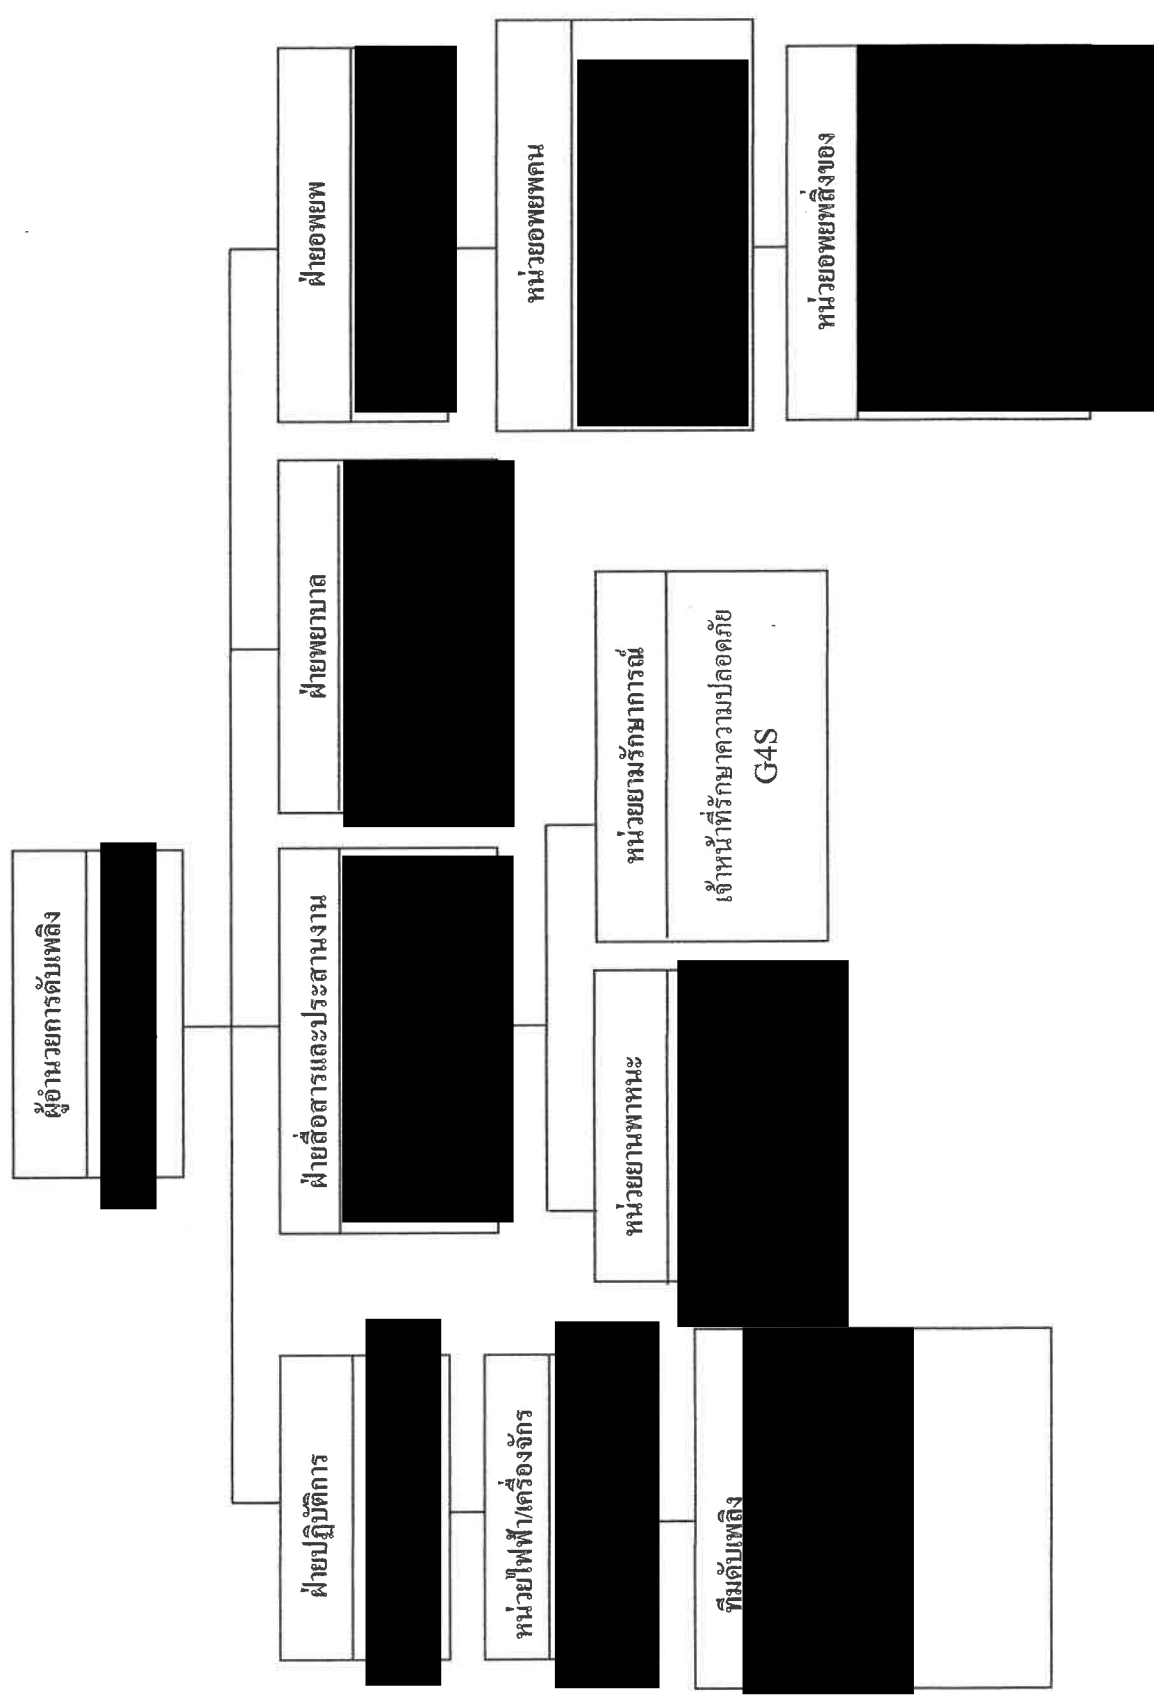 ผู้อำนวยการดับเพลิง
ฝ่ายปฏิบัติการ
ฝ่ายสื่อสารและประสานงาน
ฝ่ายพยาบาล
ฝ่ายอพยพ
หน่วยไฟฟ้า/เครื่องจักร
หน่วยยานพาหนะ
หน่วยยามรักษาการณ์
เจ้าหน้าที่รักษาความปลอดภัย
G4S
หน่วยอพยพคน
ทีมดับเพลิง
หน่วยอพยพสิ่งของ